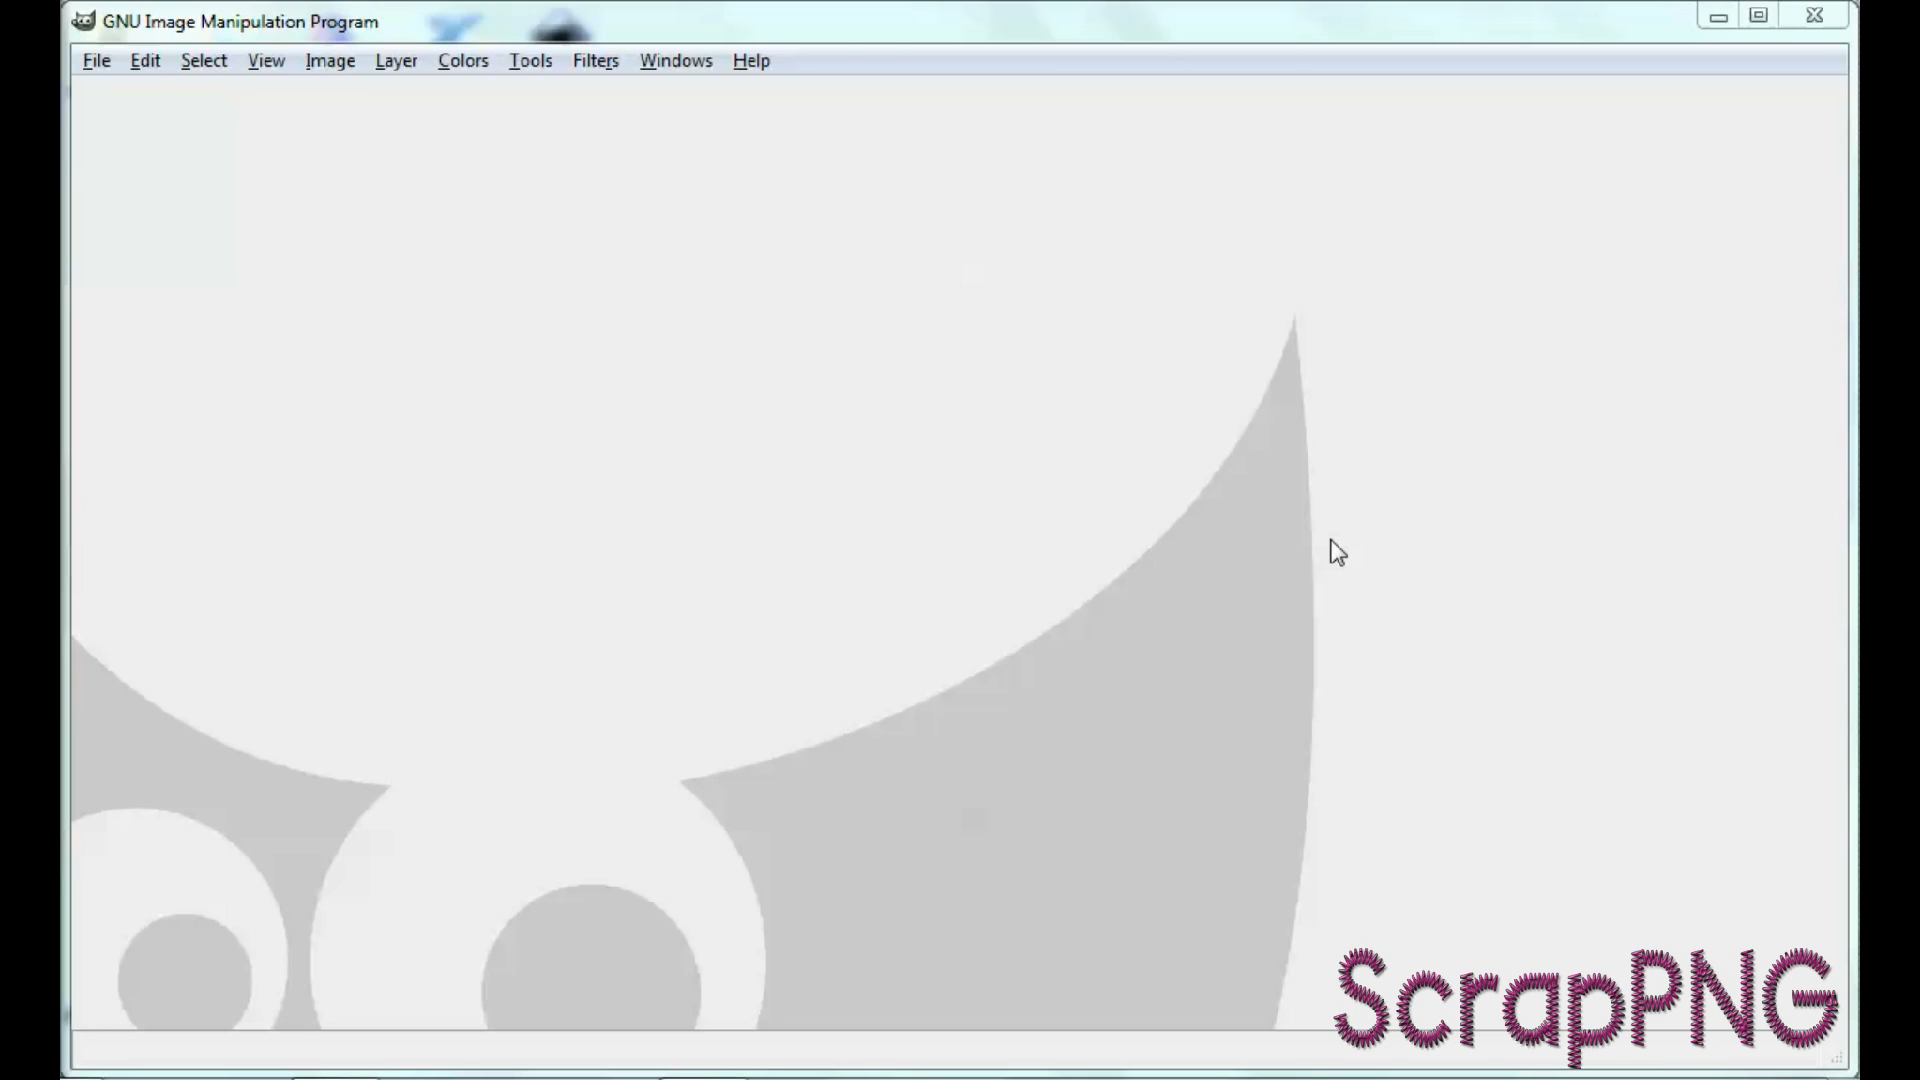 GNU Image Manipulation Program
File Edit Select View Image Layer Colors Tools Filters Windows Help
ScrapPNG